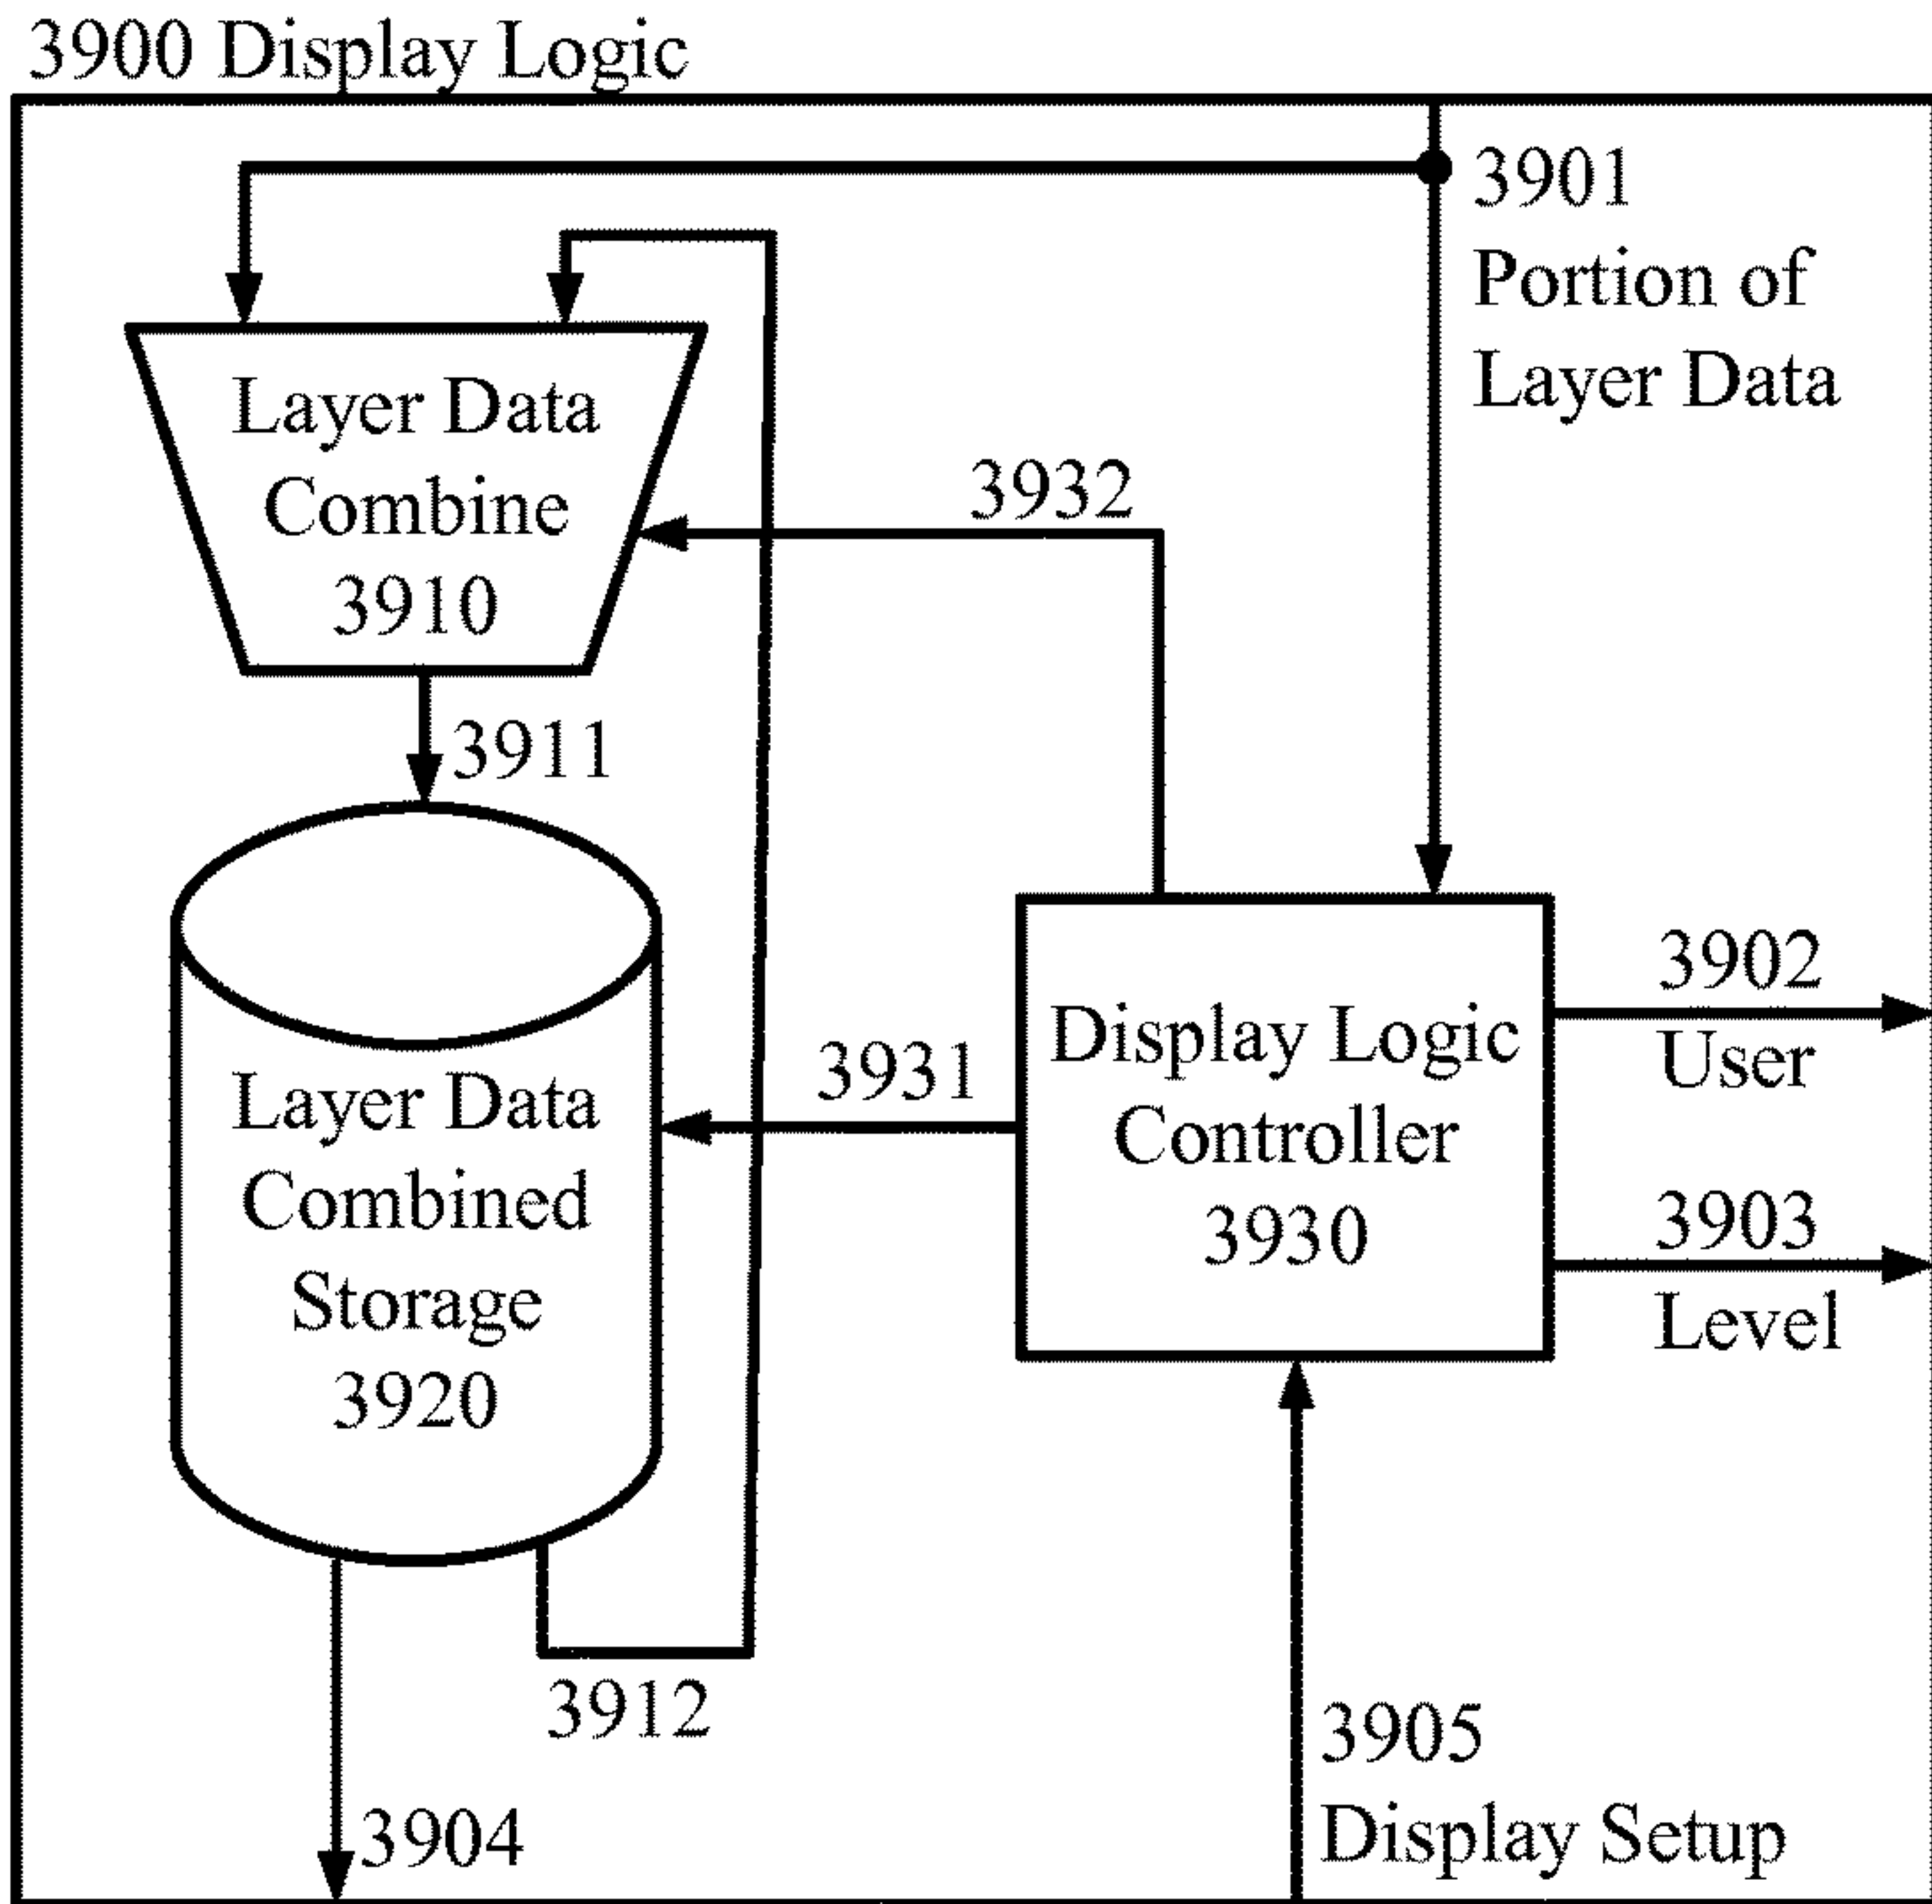 3900 Display Logic
3901
Portion of
Layer Data
Layer Data
Combine
3910
3932
3911
3902
User
Display Logic
Controller
3930
3931
Layer Data
Combined
Storage
3920
3903
Level
3912
3905
Display Setup
3904